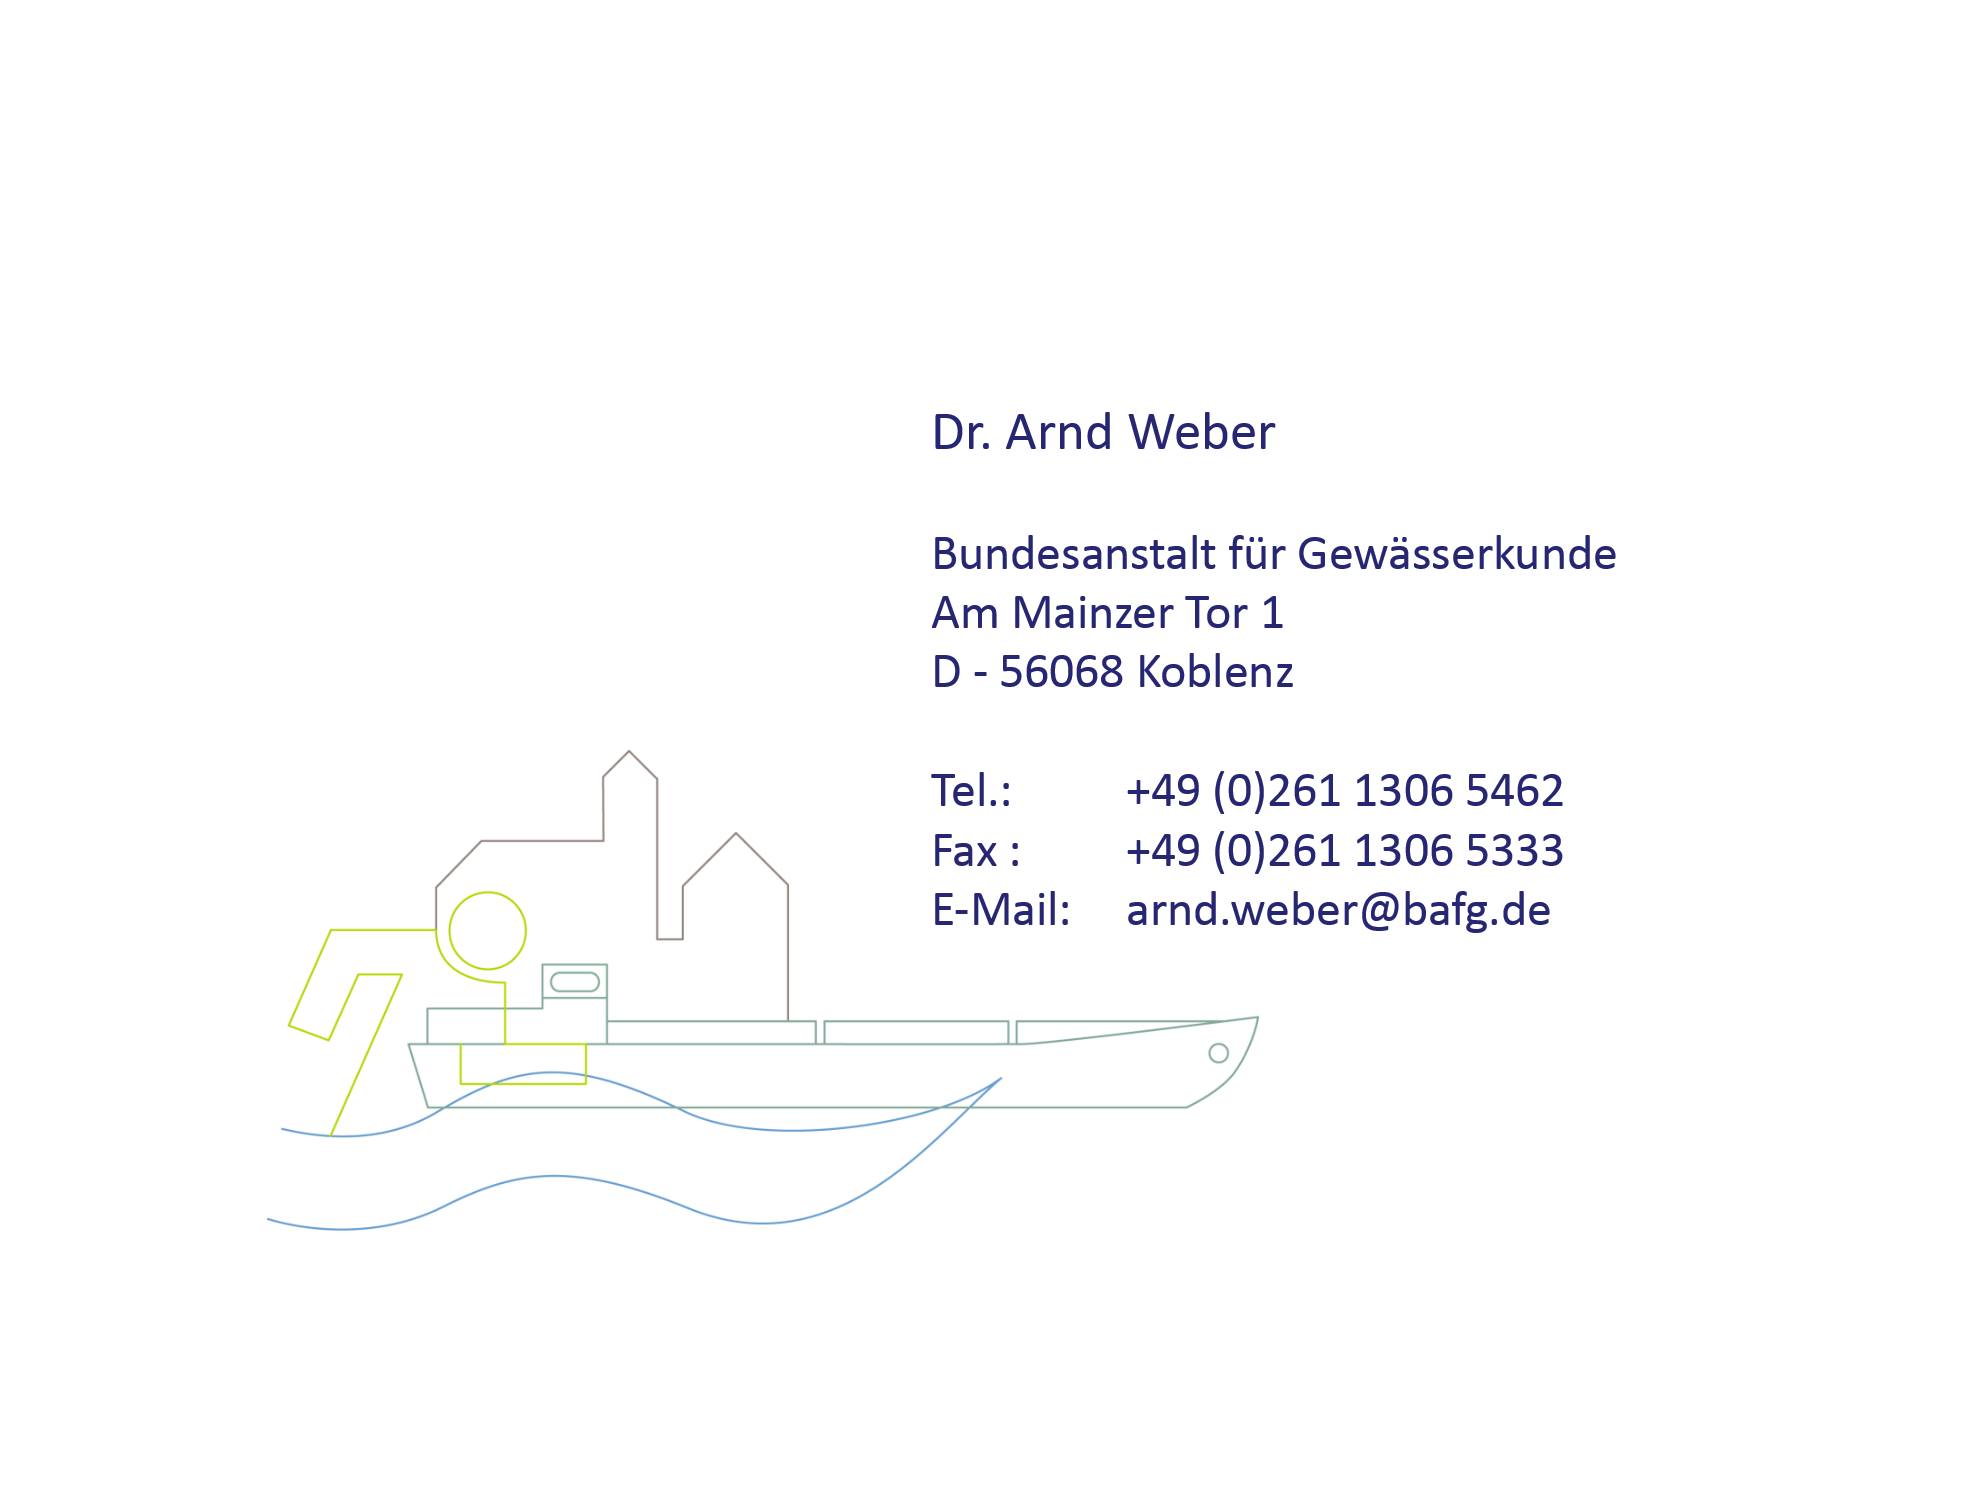 Dr. Arnd Weber
Bundesanstalt für Gewässerkunde
Am Mainzer Tor 1
D - 56068 Koblenz
Tel.: +49 (0)261 1306 5462
Fax : +49 (0)261 1306 5333
E-Mail: arnd.weber@bafg.de